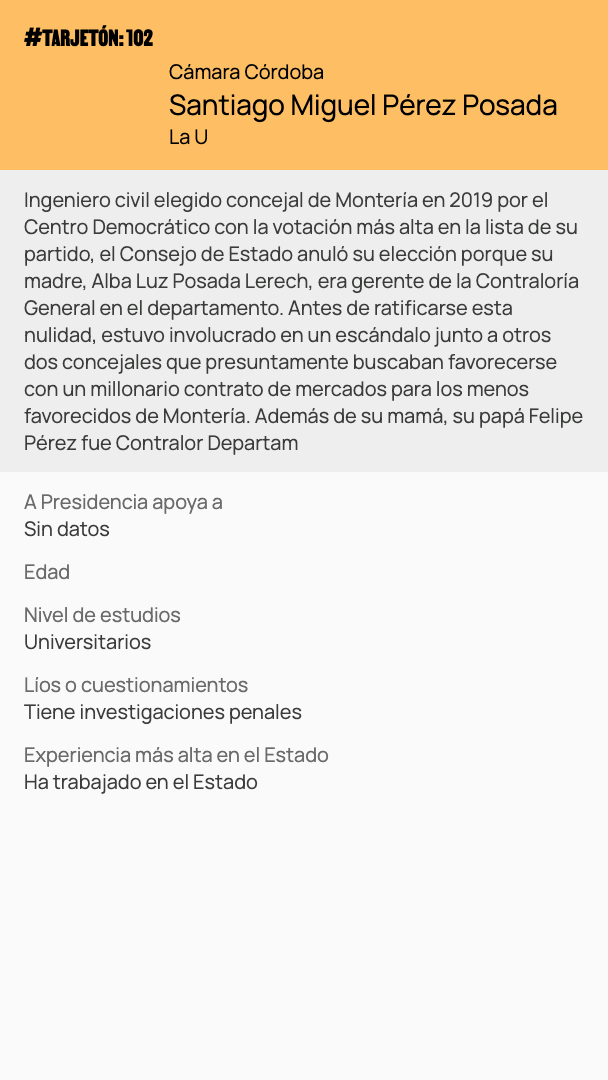 #TARJETÓN: 102
Cámara Córdoba
Santiago Miguel Pérez Posada
La U
Ingeniero civil elegido concejal de Montería en 2019 por el
Centro Democrático con la votación más alta en la lista de su
partido, el Consejo de Estado anuló su elección porque su
madre, Alba Luz Posada Lerech, era gerente de la Contraloría
General en el departamento. Antes de ratificarse esta
nulidad, estuvo involucrado en un escándalo junto a otros
dos concejales que presuntamente buscaban favorecerse
con un millonario contrato de mercados para los menos
favorecidos de Montería. Además de su mamá, su papá Felipe
Pérez fue Contralor Departam
A Presidencia apoya a
Sin datos
Edad
Nivel de estudios
Universitarios
Líos o cuestionamientos
Tiene investigaciones penales
Experiencia más alta en el Estado
Ha trabajado en el Estado